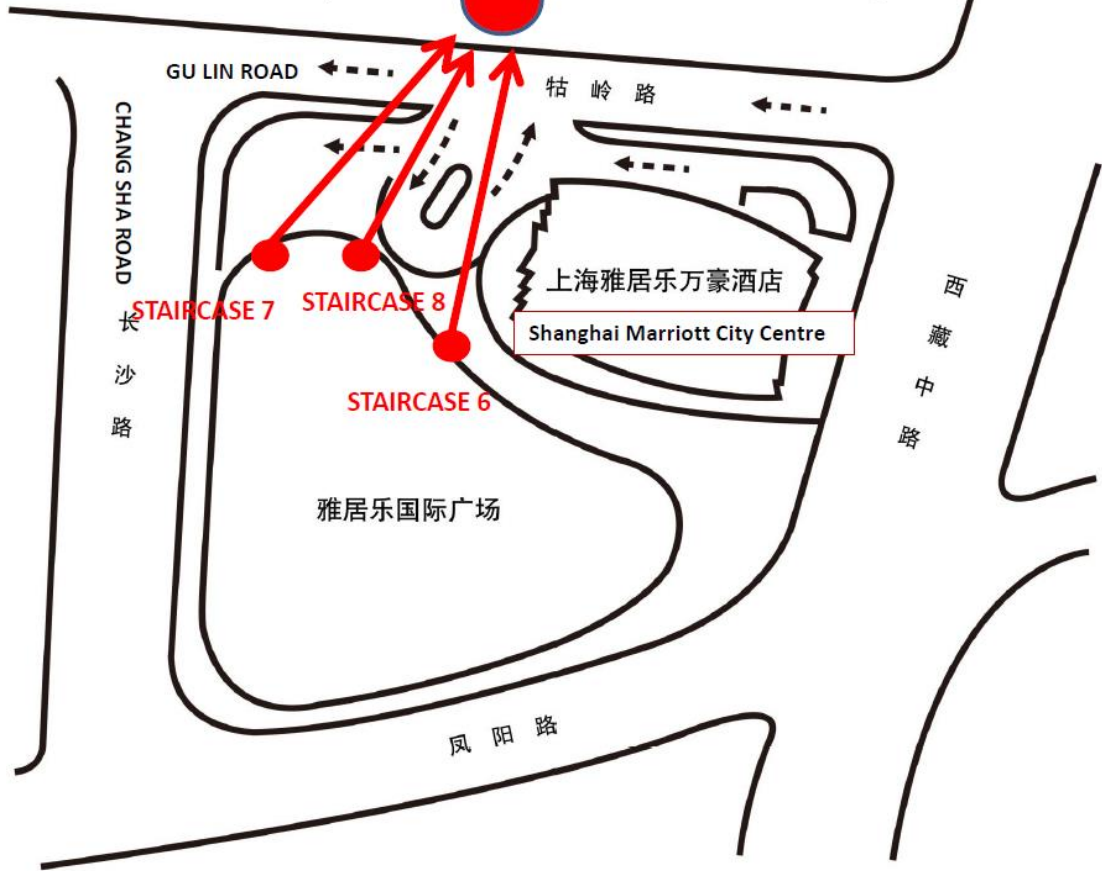 GU LIN ROAD
牯岭路
CHANG SHA ROAD
长沙路
西藏中路
上海雅居乐万豪酒店
Shanghai Marriott City Centre
STAIRCASE 7
STAIRCASE 8
STAIRCASE 6
雅居乐国际广场
凤阳路